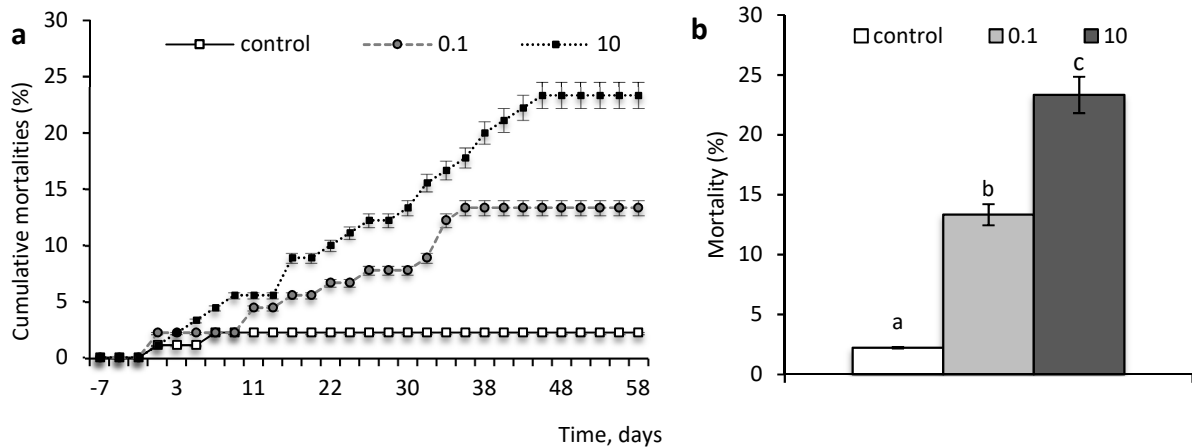 a
control 0.1 10
Cumulative mortalities (%)
30
25
20
15
10
5
0
-7 3 11 22 30 38 48 58
Time, days
b
control 0.1 10
Mortality (%)
30
25
20
15
10
5
0
a
b
c